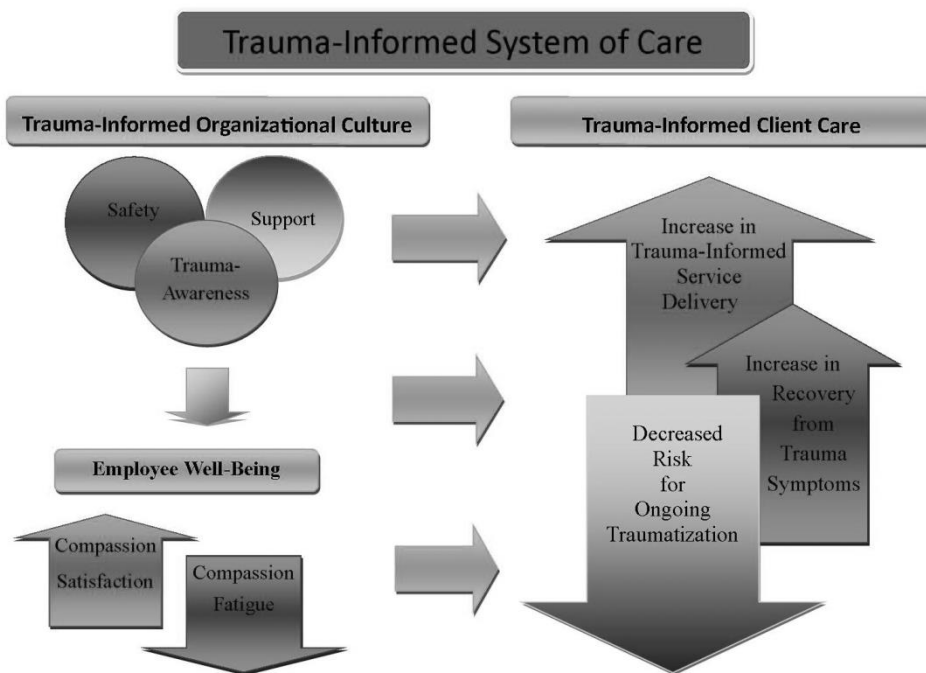 Trauma-Informed System of Care
Trauma-Informed Organizational Culture
Safety
Support
Trauma-
Awareness
Employee Well-Being
Compassion
Satisfaction
Compassion
Fatigue
Trauma-Informed Client Care
Increase in
Trauma-Informed
Service
Delivery
Increase in
Recovery
from
Trauma
Symptoms
Decreased
Risk
for
Ongoing
Traumatization